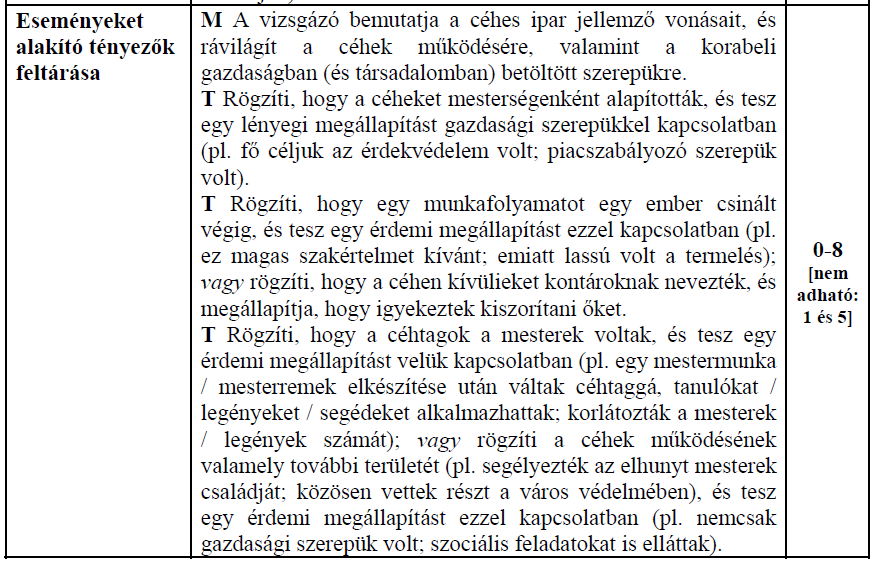 Eseményeket
alakító tényezők
feltárása
M A vizsgázó bemutatja a céhes ipar jellemző vonásait, és
rávilágít a céhek működésére, valamint a korabeli
gazdaságban (és társadalomban) betöltött szerepükre.
T Rögzíti, hogy a céheket mesterségenként alapították, és tesz
egy lényegi megállapítást gazdasági szerepükkel kapcsolatban
(pl. fő céljuk az érdekvédelem volt; piacszabályozó szerepük
volt).
T Rögzíti, hogy egy munkafolyamatot egy ember csinált
végig, és tesz egy érdemi megállapítást ezzel kapcsolatban (pl.
ez magas szakértelmet kívánt; emiatt lassú volt a termelés);
vagy rögzíti, hogy a céhen kívülieket kontároknak nevezték, és
megállapítja, hogy igyekeztek kiszorítani őket.
T Rögzíti, hogy a céhtagok a mesterek voltak, és tesz egy
érdemi megállapítást velük kapcsolatban (pl. egy mestermunka
/ mesterremek elkészítése után váltak céhtaggá, tanulókat /
legényeket / segédeket alkalmazhattak; korlátozták a mesterek
/ legények számát); vagy rögzíti a céhek működésének
valamely további területét (pl. segélyezték az elhunyt mesterek
családját; közösen vettek részt a város védelmében), és tesz
egy érdemi megállapítást ezzel kapcsolatban (pl. nemcsak
gazdasági szerepük volt; szociális feladatokat is elláttak).
0-8
[nem
adható:
1 és 5]